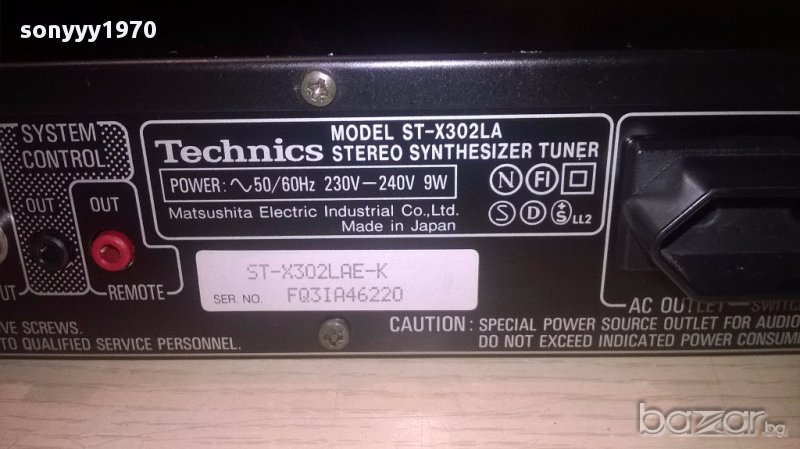 sonyyy1970
SYSTEM
CONTROL
OUT
OUT
REMOTE
MODEL ST-X302LA
Technics STEREO SYNTHESIZER TUNER
POWER: ∿50/60Hz 230V—240V 9W
N FI
Matsushita Electric Industrial Co.,Ltd.
Made in Japan
S D S LL2
ST-X302LAE-K
SER. NO. FQ3IA46220
AC OUTLET—SWITCH
VE SCREWS.
TO QUALIFIED SERVICE PERSONNEL.
CAUTION: SPECIAL POWER SOURCE OUTLET FOR AUDIO
DO NOT EXCEED INDICATED POWER CONSUM
bazar.bg